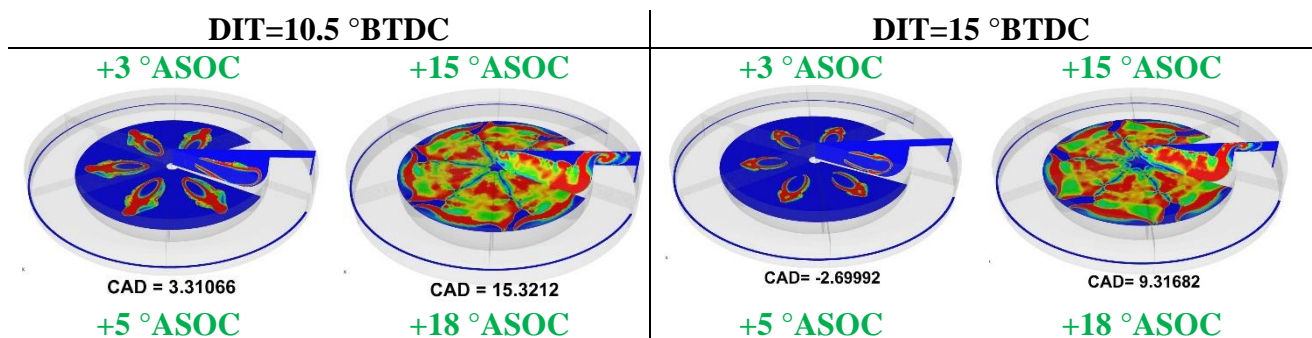 DIT=10.5 °BTDC DIT=15 °BTDC
+3 °ASOC +15 °ASOC +3 °ASOC +15 °ASOC
CAD = 3.31066 CAD = 15.3212 CAD= -2.69992 CAD= 9.31682
+5 °ASOC +18 °ASOC +5 °ASOC +18 °ASOC